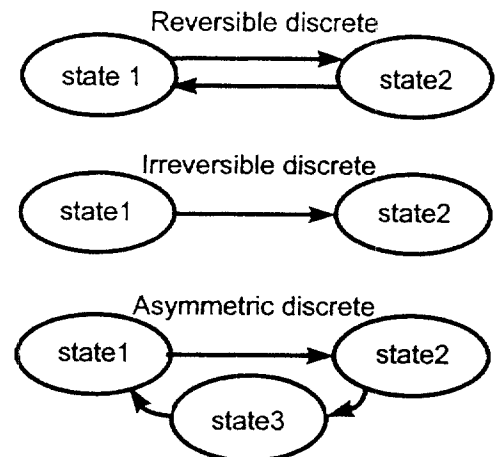 Reversible discrete
state 1
state2
Irreversible discrete
state1
state2
Asymmetric discrete
state1
state2
state3